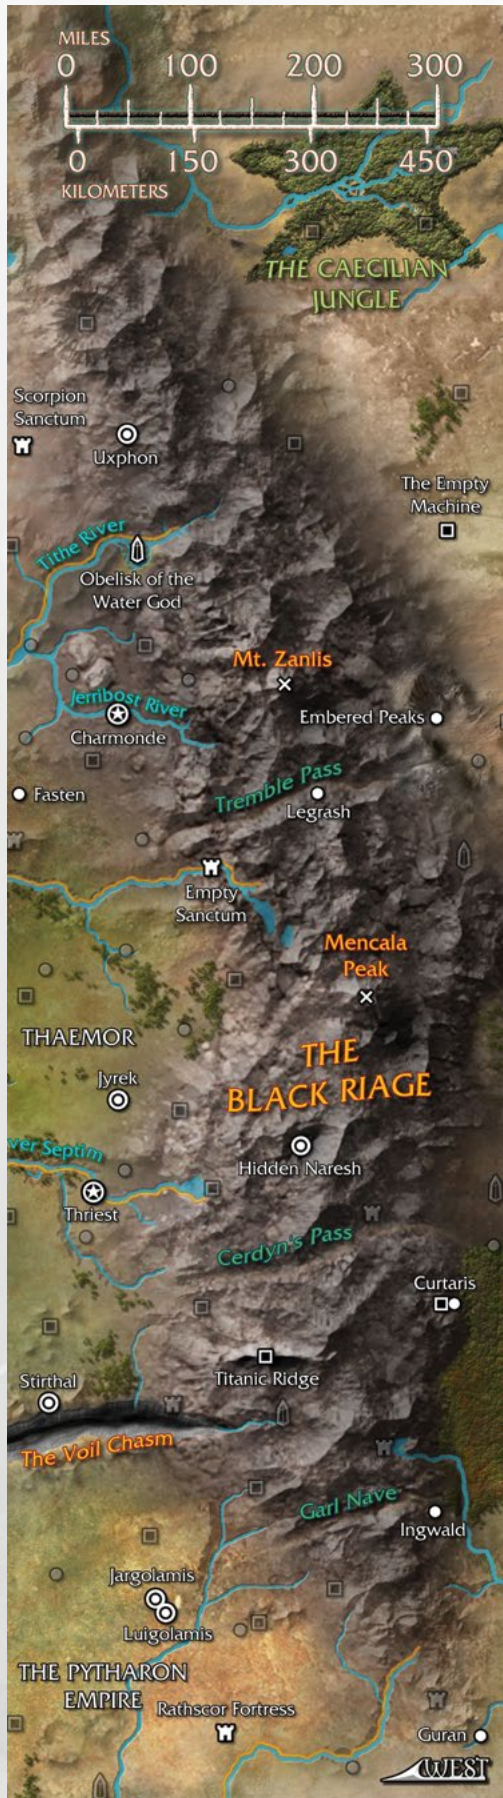 MILES
0 100 200 300
0 150 300 450
KILOMETERS
THE CAECILIAN
JUNGLE
Scorpion
Sanctum
Uxphon
The Empty
Machine
Tithe River
Obelisk of the
Water God
Mt. Zanlis
Jerribost River
Charmonde
Embered Peaks
Tremble Pass
Fasten
Legrash
Empty
Sanctum
Mencala
Peak
THAEMOR
THE
BLACK RIAGE
Jyrek
Hidden Naresh
ver Septim
Thriest
Cerdyn's Pass
Curtaris
Titanic Ridge
Stirthal
The Voil Chasm
Garl Nave
Ingwald
Jargolamis
Luigolamis
THE PYTHARON
EMPIRE
Rathscor Fortress
Guran
WEST